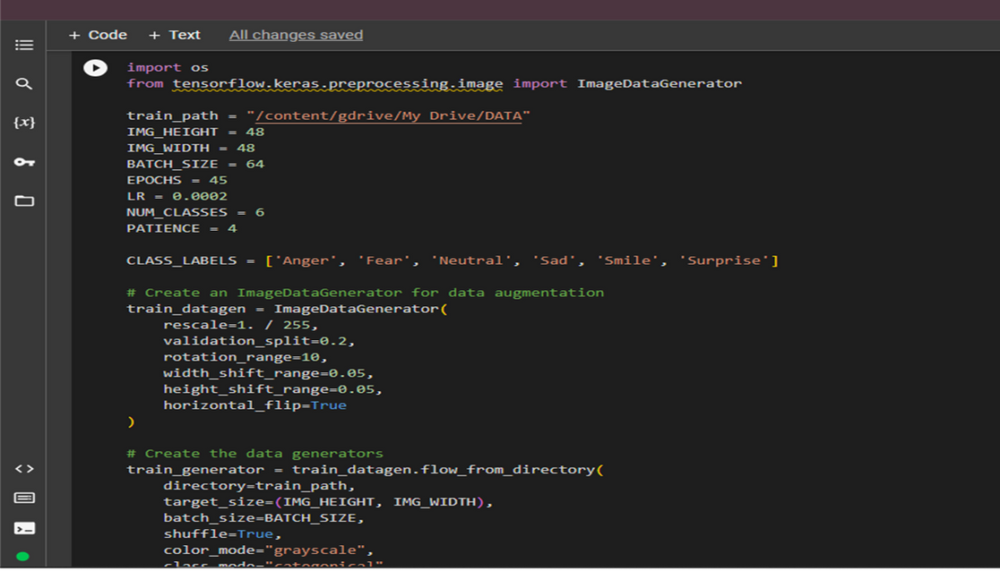 + Code + Text All changes saved
{x}
import os
from tensorflow.keras.preprocessing.image import ImageDataGenerator
train_path = "/content/gdrive/My Drive/DATA"
IMG_HEIGHT = 48
IMG_WIDTH = 48
BATCH_SIZE = 64
EPOCHS = 45
LR = 0.0002
NUM_CLASSES = 6
PATIENCE = 4
CLASS_LABELS = ['Anger', 'Fear', 'Neutral', 'Sad', 'Smile', 'Surprise']
# Create an ImageDataGenerator for data augmentation
train_datagen = ImageDataGenerator(
    rescale=1. / 255,
    validation_split=0.2,
    rotation_range=10,
    width_shift_range=0.05,
    height_shift_range=0.05,
    horizontal_flip=True
)
# Create the data generators
train_generator = train_datagen.flow_from_directory(
    directory=train_path,
    target_size=(IMG_HEIGHT, IMG_WIDTH),
    batch_size=BATCH_SIZE,
    shuffle=True,
    color_mode="grayscale",
    class_mode="categorical"